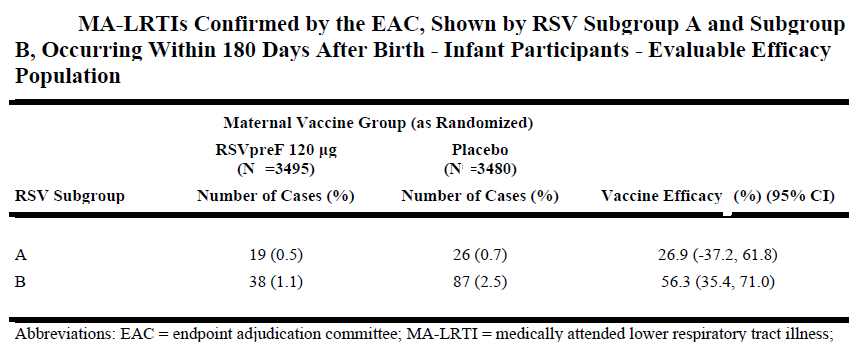 MA-LRTIs Confirmed by the EAC, Shown by RSV Subgroup A and Subgroup
B, Occurring Within 180 Days After Birth - Infant Participants - Evaluable Efficacy
Population
Maternal Vaccine Group (as Randomized)
RSVpreF 120 µg Placebo
(N =3495) (N =3480)
RSV Subgroup Number of Cases (%) Number of Cases (%) Vaccine Efficacy (%) (95% CI)
A 19 (0.5) 26 (0.7) 26.9 (-37.2, 61.8)
B 38 (1.1) 87 (2.5) 56.3 (35.4, 71.0)
Abbreviations: EAC = endpoint adjudication committee; MA-LRTI = medically attended lower respiratory tract illness;